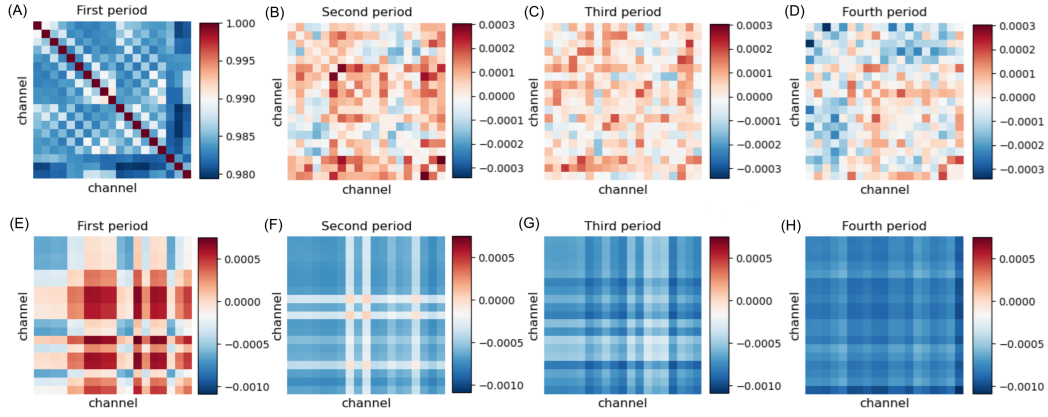 (A) First period
channel
channel
1.000
0.995
0.990
0.985
0.980
(B) Second period
channel
channel
0.0003
0.0002
0.0001
0.0000
−0.0001
−0.0002
−0.0003
(C) Third period
channel
channel
0.0003
0.0002
0.0001
0.0000
−0.0001
−0.0002
−0.0003
(D) Fourth period
channel
channel
0.0003
0.0002
0.0001
0.0000
−0.0001
−0.0002
−0.0003
(E) First period
channel
channel
0.0005
0.0000
−0.0005
−0.0010
(F) Second period
channel
channel
0.0005
0.0000
−0.0005
−0.0010
(G) Third period
channel
channel
0.0005
0.0000
−0.0005
−0.0010
(H) Fourth period
channel
channel
0.0005
0.0000
−0.0005
−0.0010